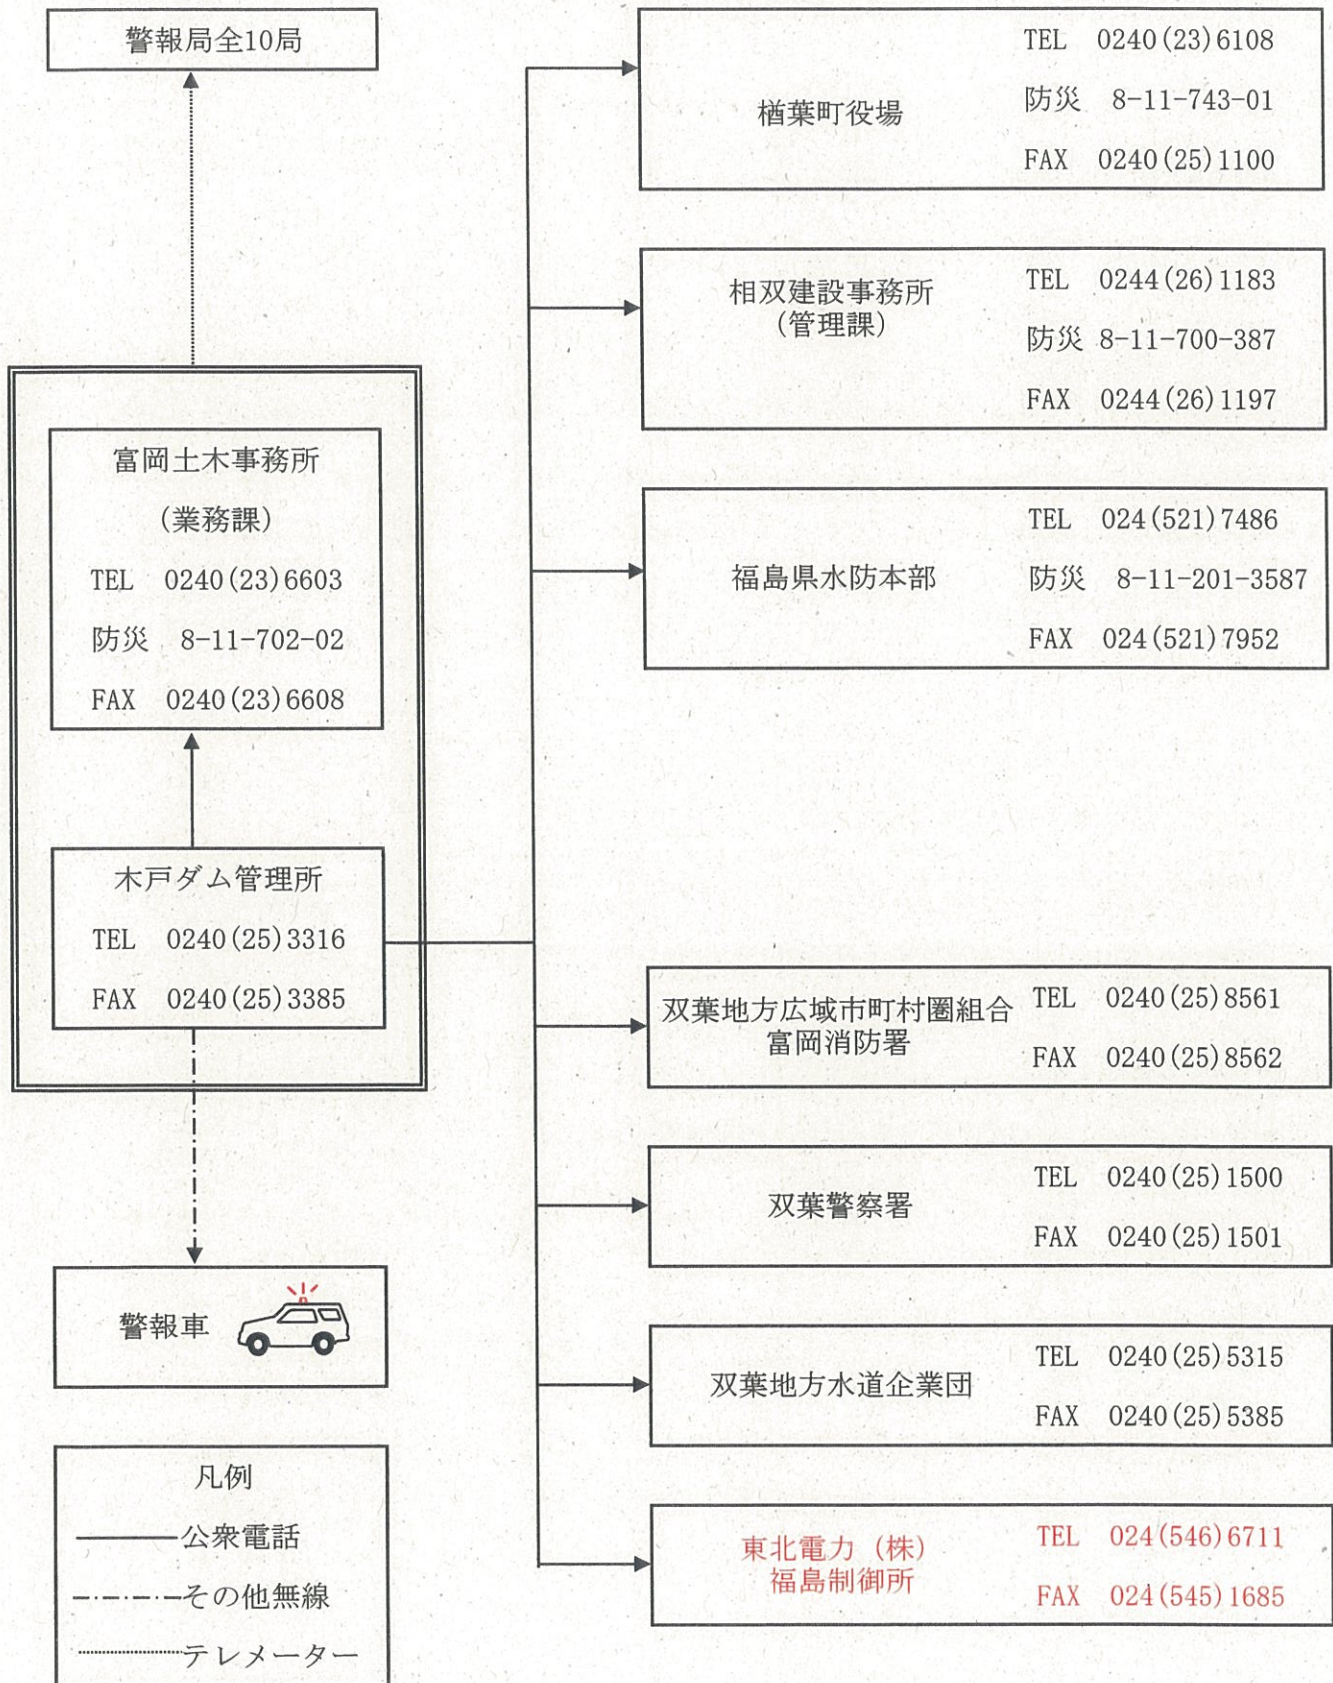 警報局全10局
富岡土木事務所
(業務課)
TEL 0240(23)6603
防災 8-11-702-02
FAX 0240(23)6608
木戸ダム管理所
TEL 0240(25)3316
FAX 0240(25)3385
警報車
凡例
公衆電話
その他無線
テレメーター
楢葉町役場
TEL 0240(23)6108
防災 8-11-743-01
FAX 0240(25)1100
相双建設事務所
(管理課)
TEL 0244(26)1183
防災 8-11-700-387
FAX 0244(26)1197
福島県水防本部
TEL 024(521)7486
防災 8-11-201-3587
FAX 024(521)7952
双葉地方広域市町村圏組合
富岡消防署
TEL 0240(25)8561
FAX 0240(25)8562
双葉警察署
TEL 0240(25)1500
FAX 0240(25)1501
双葉地方水道企業団
TEL 0240(25)5315
FAX 0240(25)5385
東北電力(株)
福島制御所
TEL 024(546)6711
FAX 024(545)1685